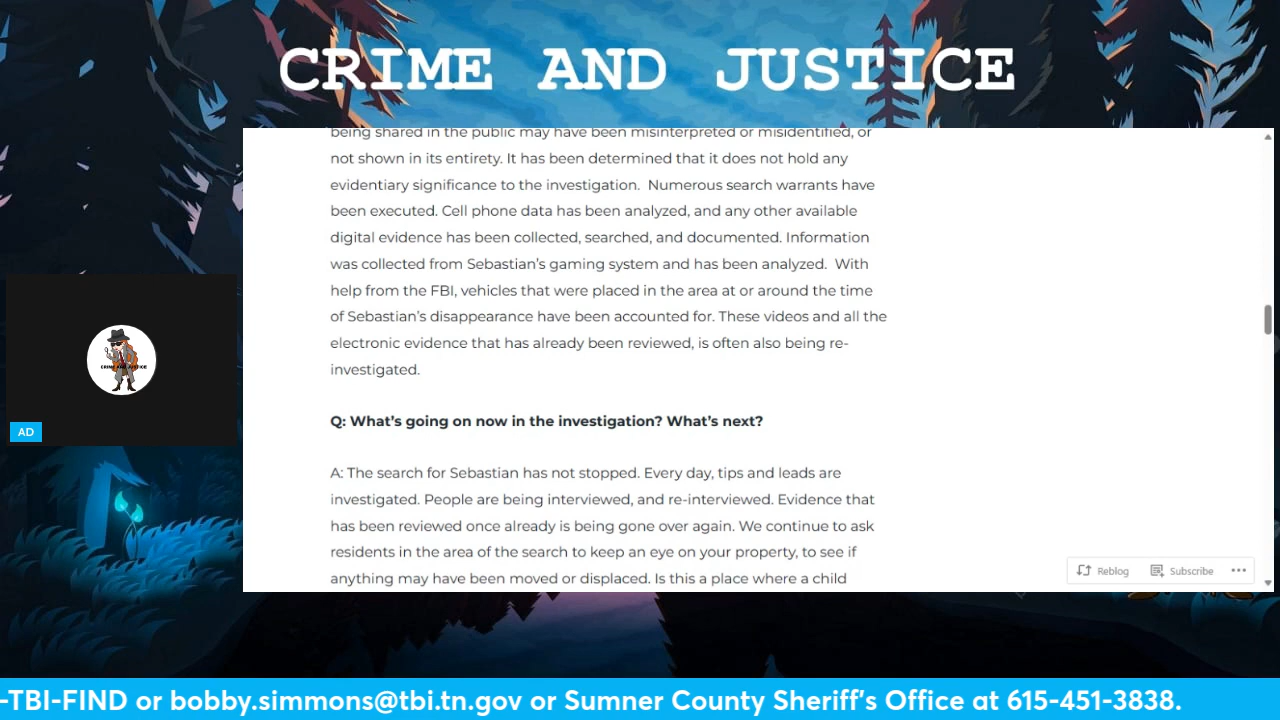 CRIME AND JUSTICE
being shared in the public may have been misinterpreted or misidentified, or
not shown in its entirety. It has been determined that it does not hold any
evidentiary significance to the investigation.  Numerous search warrants have
been executed. Cell phone data has been analyzed, and any other available
digital evidence has been collected, searched, and documented. Information
was collected from Sebastian’s gaming system and has been analyzed.  With
help from the FBI, vehicles that were placed in the area at or around the time
of Sebastian’s disappearance have been accounted for. These videos and all the
electronic evidence that has already been reviewed, is often also being re-
investigated.
Q: What’s going on now in the investigation? What’s next?
A: The search for Sebastian has not stopped. Every day, tips and leads are
investigated. People are being interviewed, and re-interviewed. Evidence that
has been reviewed once already is being gone over again. We continue to ask
residents in the area of the search to keep an eye on your property, to see if
anything may have been moved or displaced. Is this a place where a child
Reblog
Subscribe
CRIME AND JUSTICE
AD
-TBI-FIND or bobby.simmons@tbi.tn.gov or Sumner County Sheriff's Office at 615-451-3838.